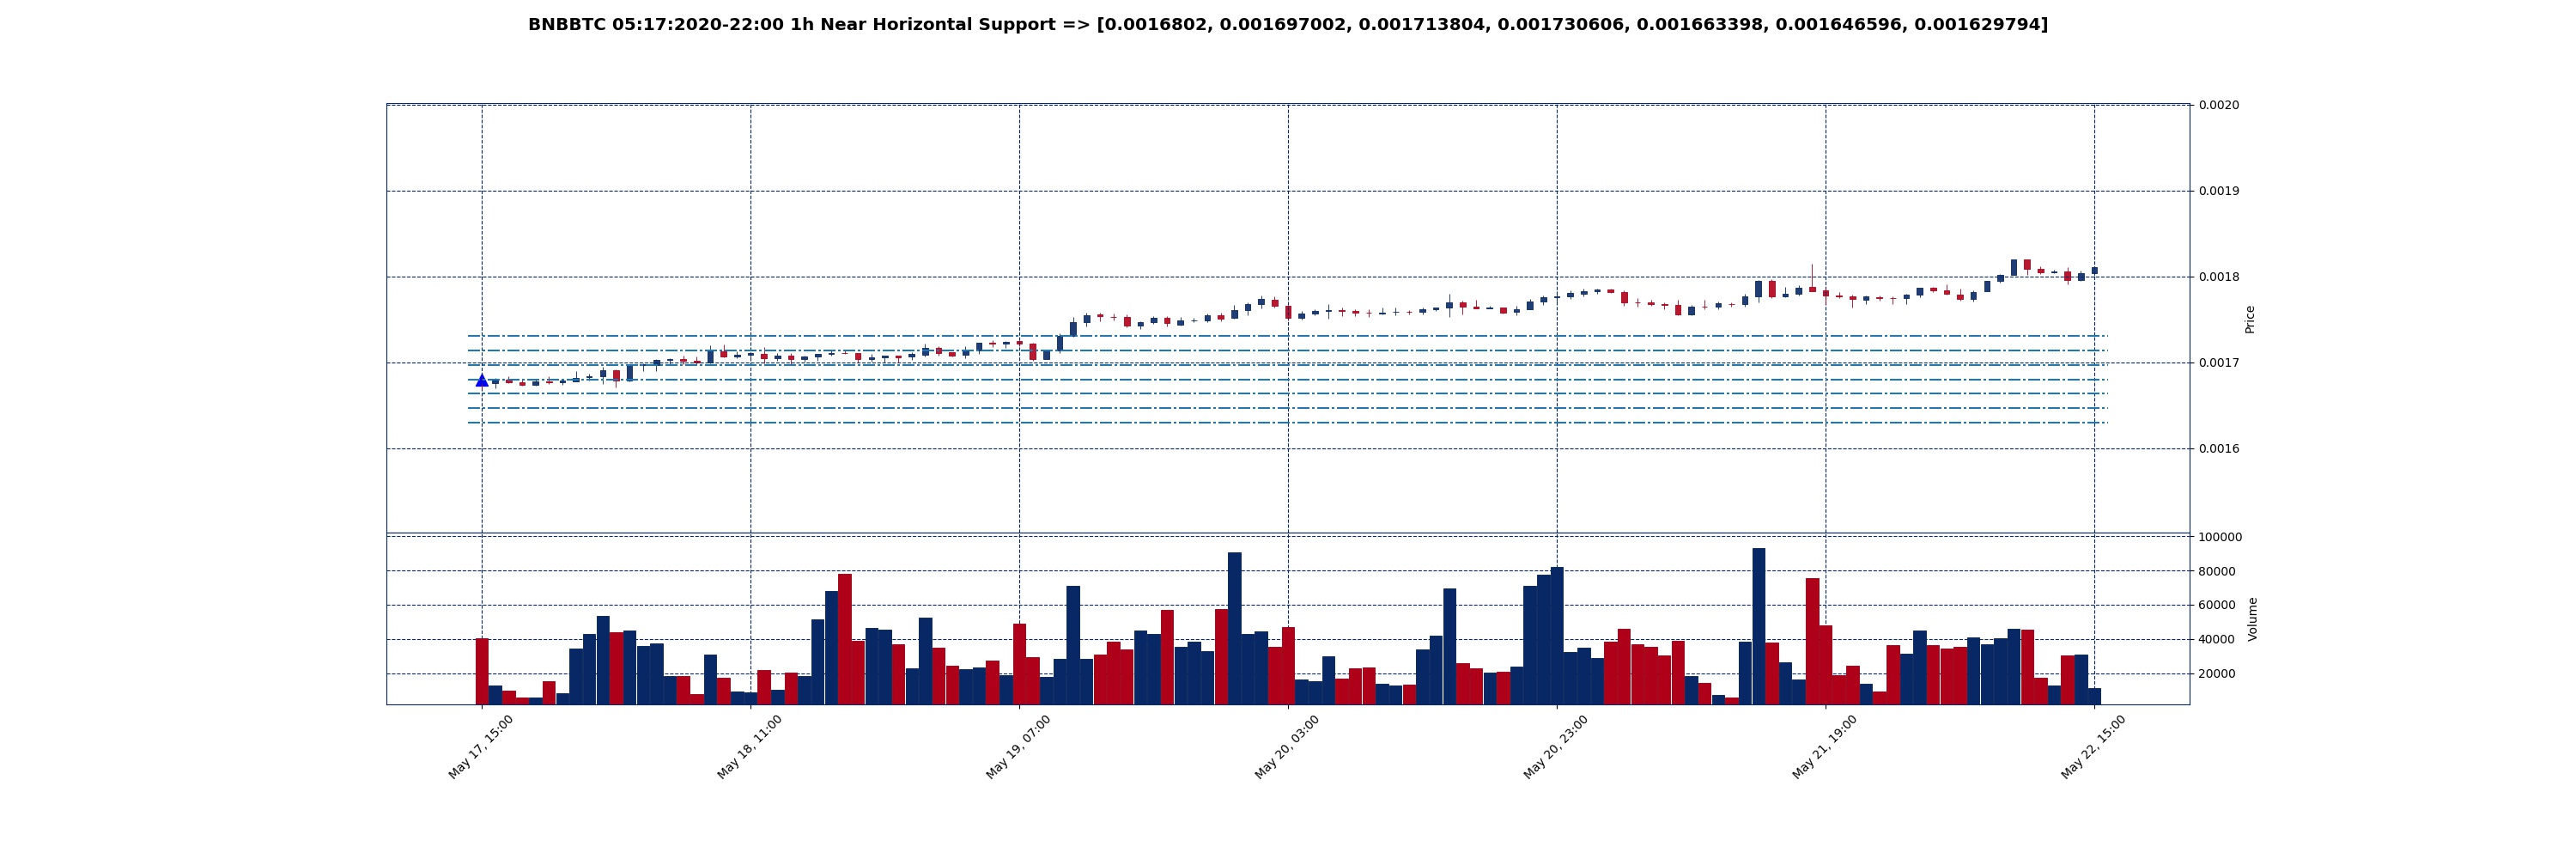 BNBBTC 05:17:2020-22:00 1h Near Horizontal Support => [0.0016802, 0.001697002, 0.001713804, 0.001730606, 0.001663398, 0.001646596, 0.001629794]
0.0020
0.0019
0.0018
0.0017
0.0016
Price
100000
80000
60000
40000
20000
Volume
May 17, 15:00
May 18, 11:00
May 19, 07:00
May 20, 03:00
May 20, 23:00
May 21, 19:00
May 22, 15:00